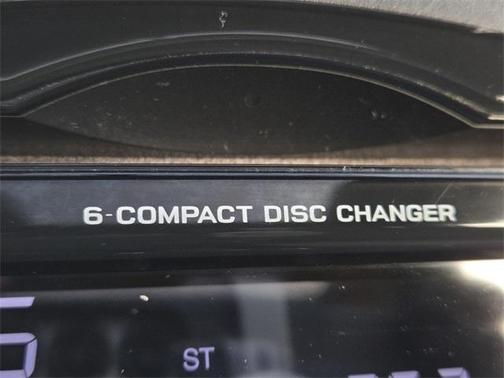 6-COMPACT DISC CHANGER
ST